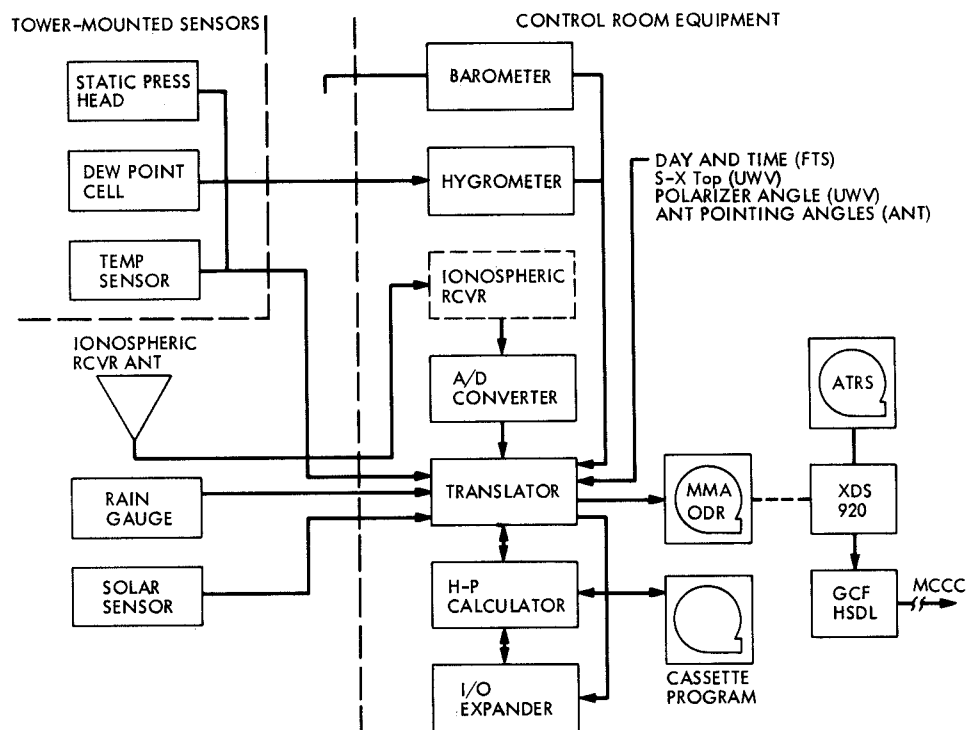 TOWER-MOUNTED SENSORS
CONTROL ROOM EQUIPMENT
STATIC PRESS
HEAD
BAROMETER
DEW POINT
CELL
HYGROMETER
DAY AND TIME (FTS)
S-X Top (UWV)
POLARIZER ANGLE (UWV)
ANT POINTING ANGLES (ANT)
TEMP
SENSOR
IONOSPHERIC
RCVR
IONOSPHERIC
RCVR ANT
A/D
CONVERTER
ATRS
RAIN
GAUGE
TRANSLATOR
MMA
ODR
XDS
920
SOLAR
SENSOR
H-P
CALCULATOR
GCF
HSDL
MCCC
CASSETTE
PROGRAM
I/O
EXPANDER